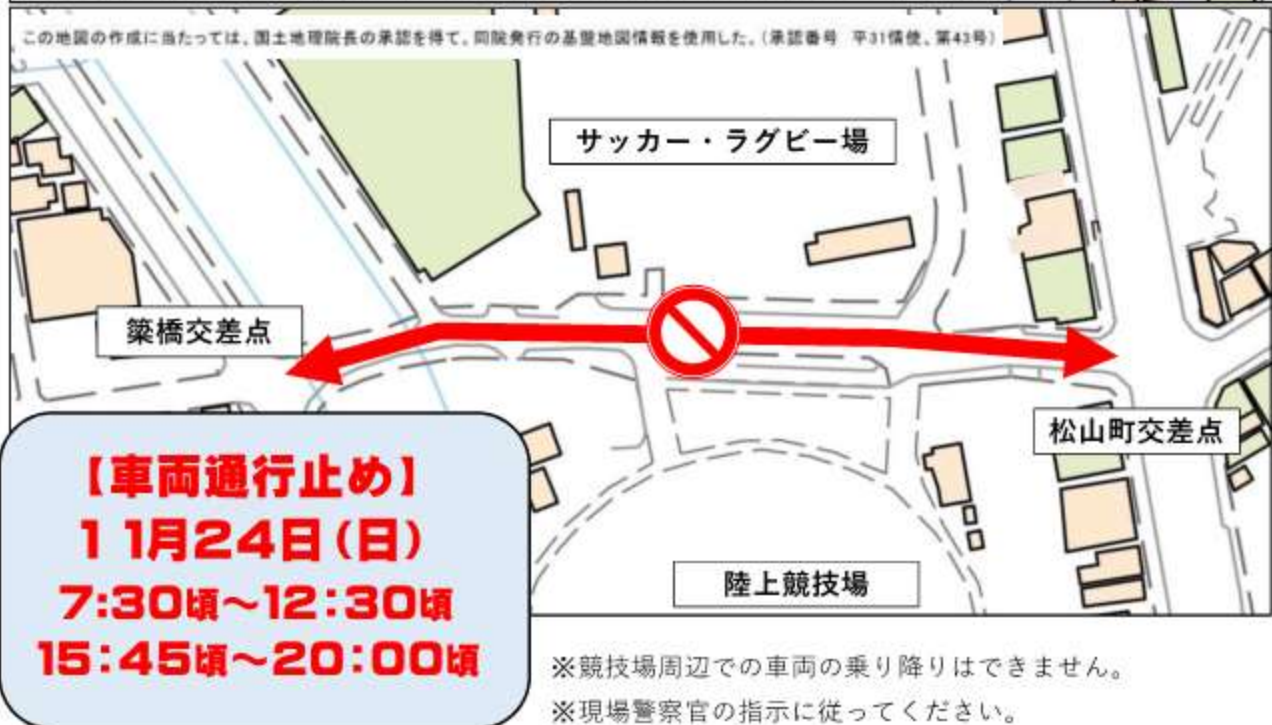 この地図の作成に当たっては、国土地理院長の承認を得て、同院発行の基盤地図情報を使用した。（承認番号 平31情使、第43号）
サッカー・ラグビー場
簗橋交差点
松山町交差点
【車両通行止め】
11月24日（日）
7:30頃～12:30頃
15:45頃～20:00頃
陸上競技場
※競技場周辺での車両の乗り降りはできません。
※現場警察官の指示に従ってください。